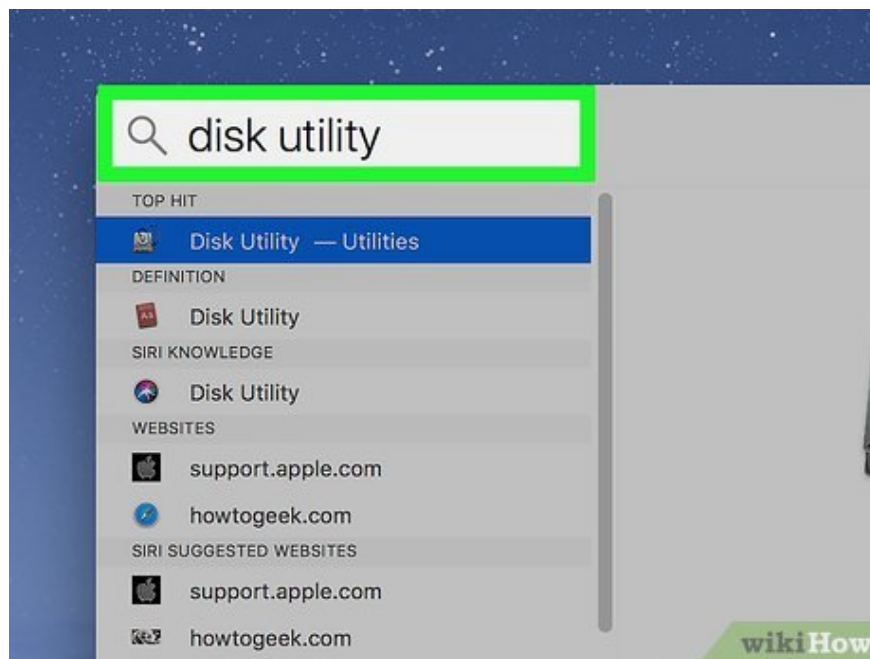 disk utility
TOP HIT
Disk Utility — Utilities
DEFINITION
Disk Utility
SIRI KNOWLEDGE
Disk Utility
WEBSITES
support.apple.com
howtogeek.com
SIRI SUGGESTED WEBSITES
support.apple.com
howtogeek.com
wikiHow